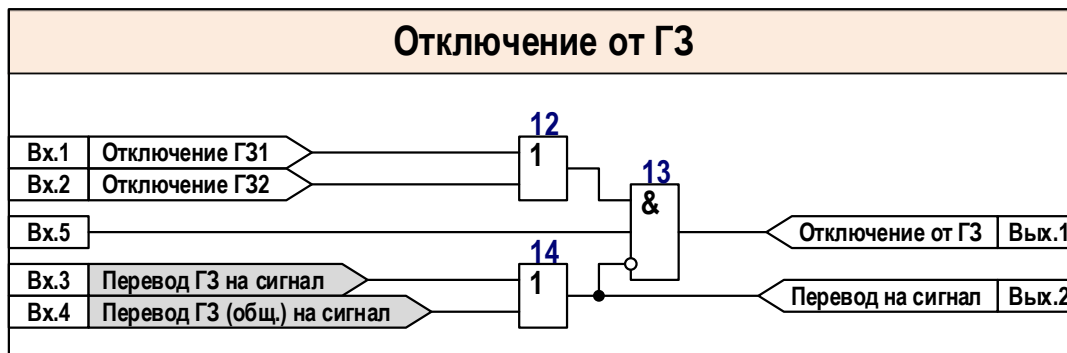 Отключение от ГЗ
12
Вх.1 Отключение ГЗ1
1
Вх.2 Отключение ГЗ2
13
&
Вх.5
Отключение от ГЗ Вых.1
14
Вх.3 Перевод ГЗ на сигнал
1
Перевод на сигнал Вых.2
Вх.4 Перевод ГЗ (общ.) на сигнал